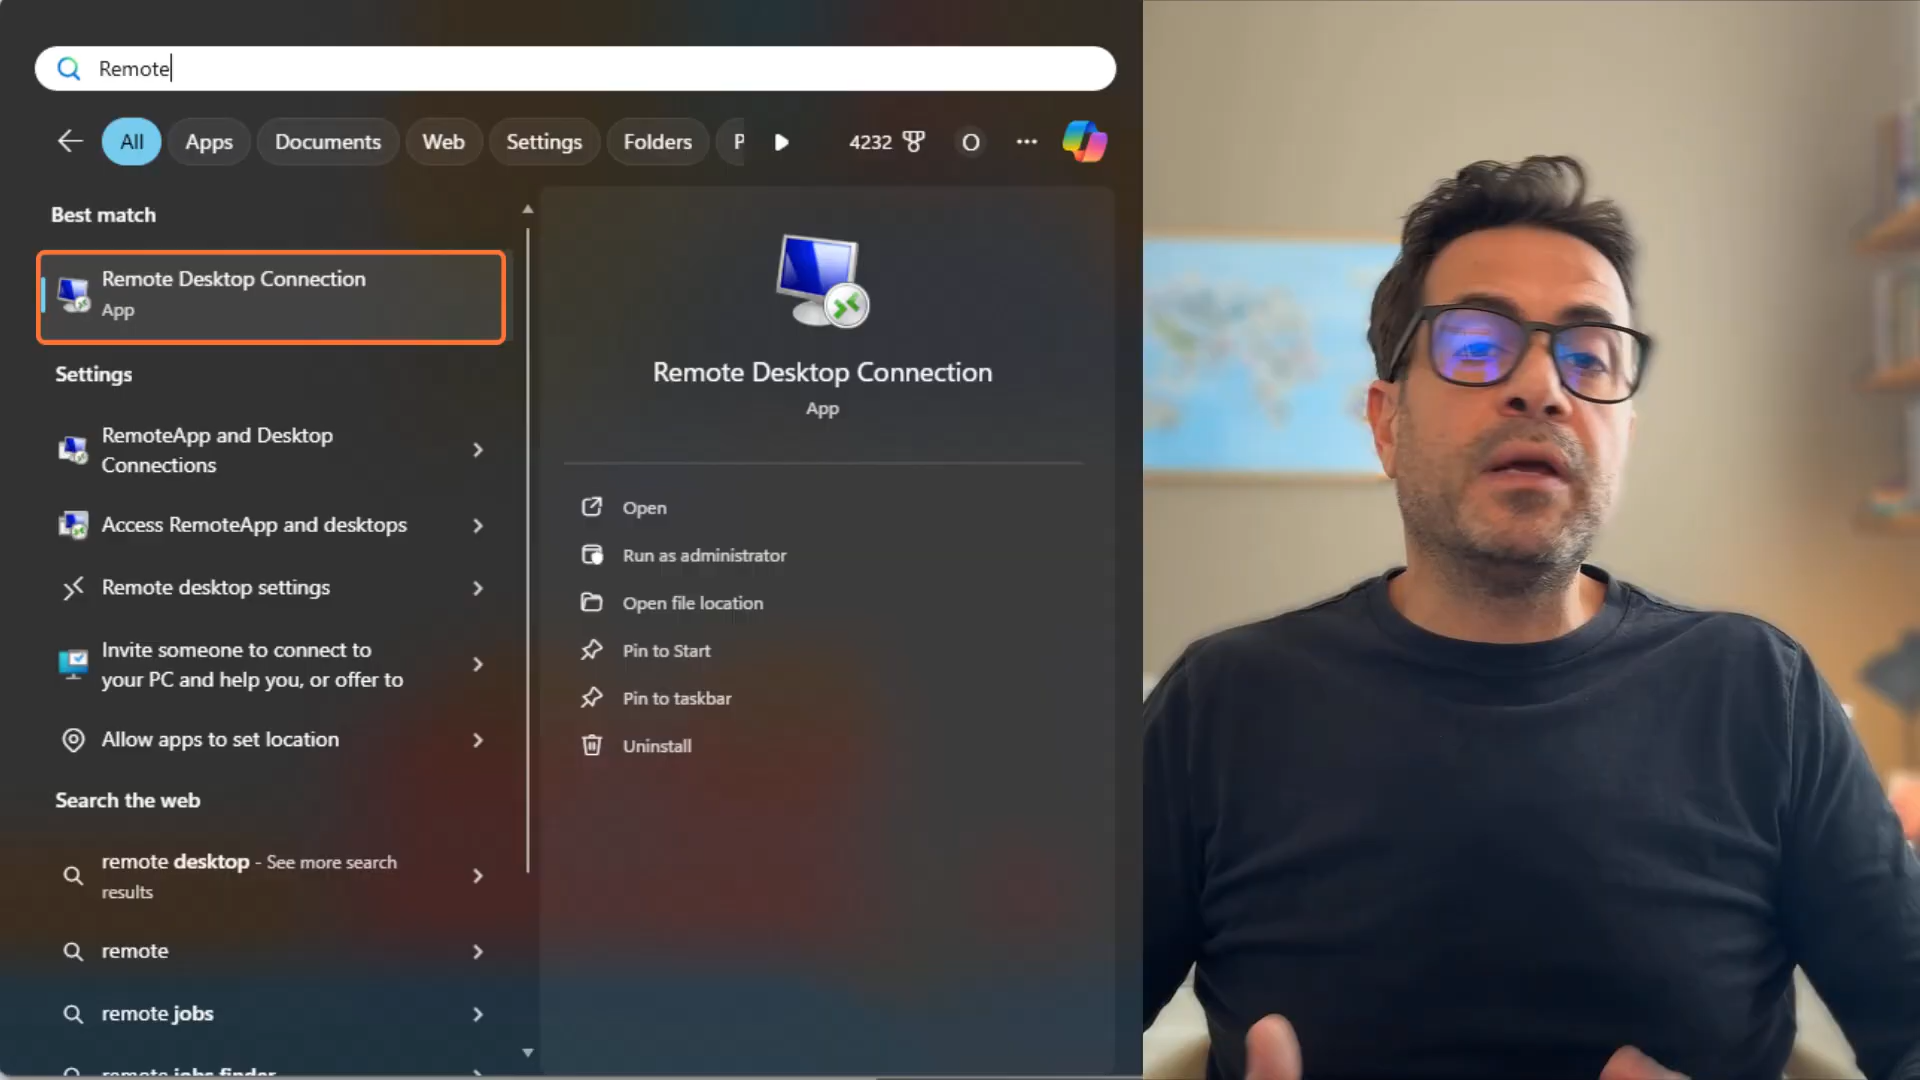 Remote
All
Apps
Documents
Web
Settings
Folders
P
4232
O
Best match
Remote Desktop Connection
App
Settings
RemoteApp and Desktop
Connections
Access RemoteApp and desktops
Remote desktop settings
Invite someone to connect to
your PC and help you, or offer to
Allow apps to set location
Search the web
remote desktop - See more search
results
remote
remote jobs
remote jobs finder
Remote Desktop Connection
App
Open
Run as administrator
Open file location
Pin to Start
Pin to taskbar
Uninstall